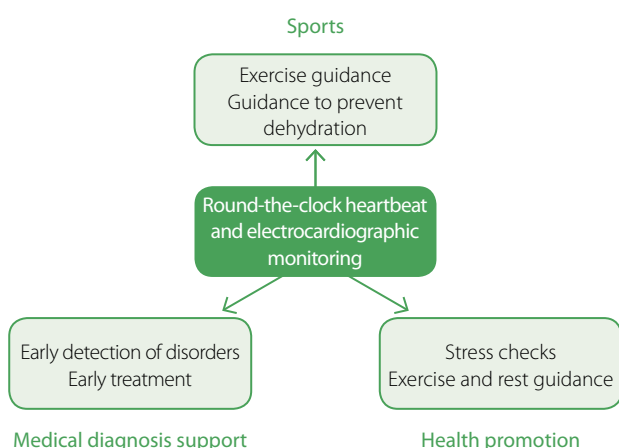 Sports
Exercise guidance
Guidance to prevent
dehydration
Round-the-clock heartbeat
and electrocardiographic
monitoring
Early detection of disorders
Early treatment
Medical diagnosis support
Stress checks
Exercise and rest guidance
Health promotion